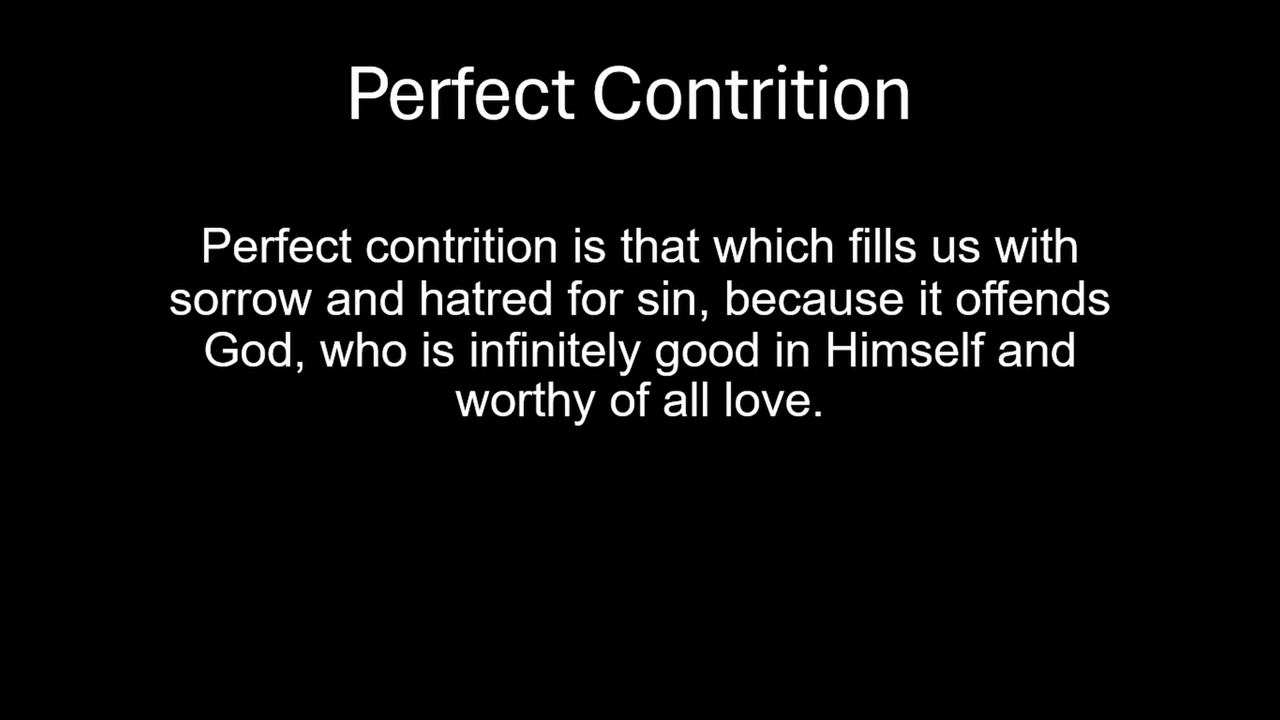 Perfect Contrition
Perfect contrition is that which fills us with
sorrow and hatred for sin, because it offends
God, who is infinitely good in Himself and
worthy of all love.